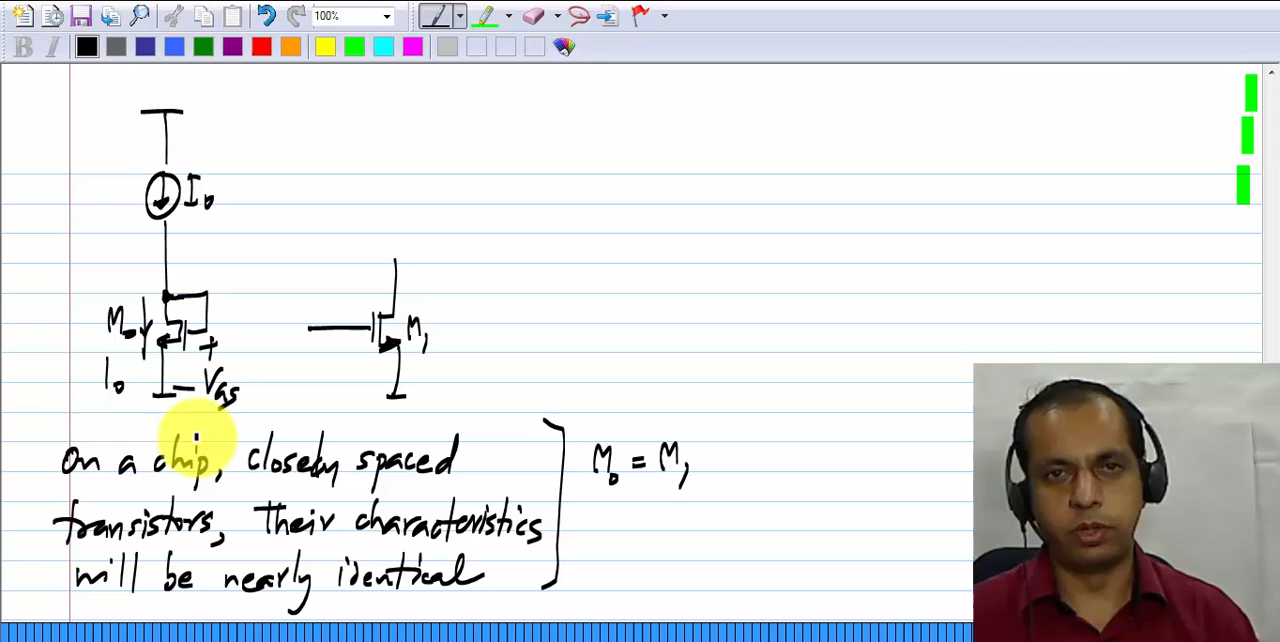 100%
B I
I0
M0
+
I0
– VGS
M1
On a chip, closely spaced
transistors, Their characteristics
will be nearly identical
M0 = M1